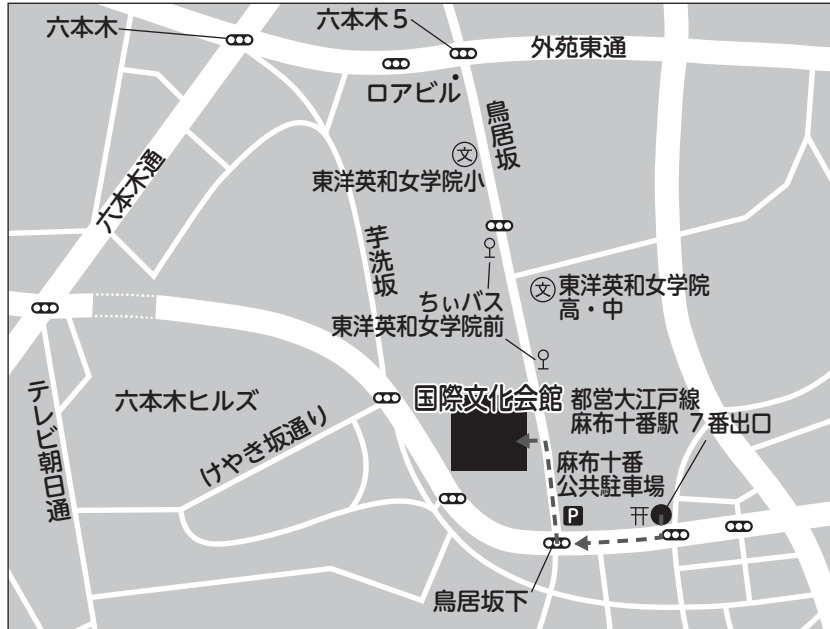 六本木
六本木5
外苑東通
ロアビル
鳥居坂
六本木通
文
東洋英和女学院小
芋洗坂
ちぃバス
東洋英和女学院前
文
東洋英和女学院
高・中
テレビ朝日通
六本木ヒルズ
けやき坂通り
国際文化会館
都営大江戸線
麻布十番駅 7番出口
麻布十番
公共駐車場
P
鳥居坂下